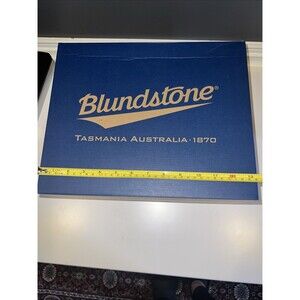 Blundstone®
TASMANIA AUSTRALIA · 1870